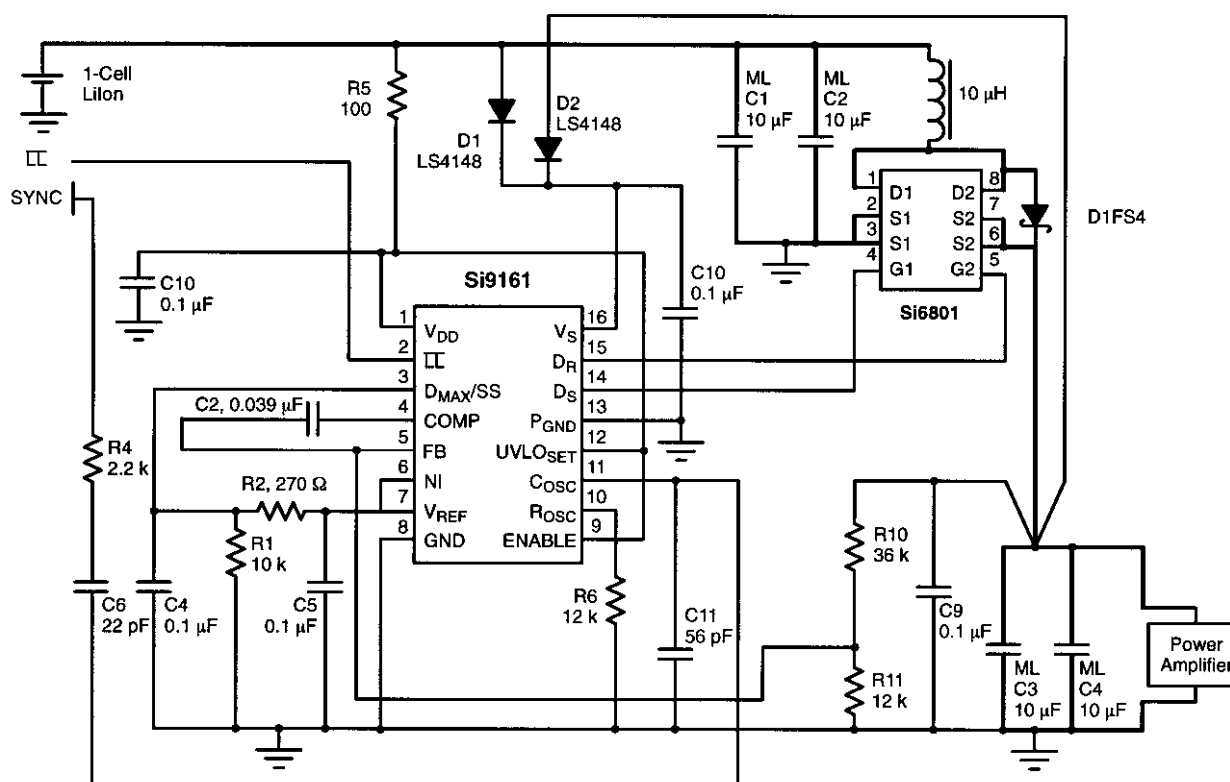 1-Cell
LiIon
LL
SYNC
R5
100
D1
LS4148
D2
LS4148
ML
C1
10 µF
ML
C2
10 µF
10 µH
1
2
3
4
D1
S1
S1
G1
D2
S2
S2
G2
8
7
6
5
Si6801
D1FS4
C10
0.1 µF
Si9161
C10
0.1 µF
1
2
3
4
5
6
7
8
VDD
LL
DMAX/SS
COMP
FB
NI
VREF
GND
VS
DR
DS
PGND
UVLOSET
COSC
ROSC
ENABLE
16
15
14
13
12
11
10
9
C2, 0.039 µF
R4
2.2 k
R2, 270 Ω
R1
10 k
C6
22 pF
C4
0.1 µF
C5
0.1 µF
R6
12 k
C11
56 pF
R10
36 k
R11
12 k
C9
0.1 µF
ML
C3
10 µF
ML
C4
10 µF
Power
Amplifier